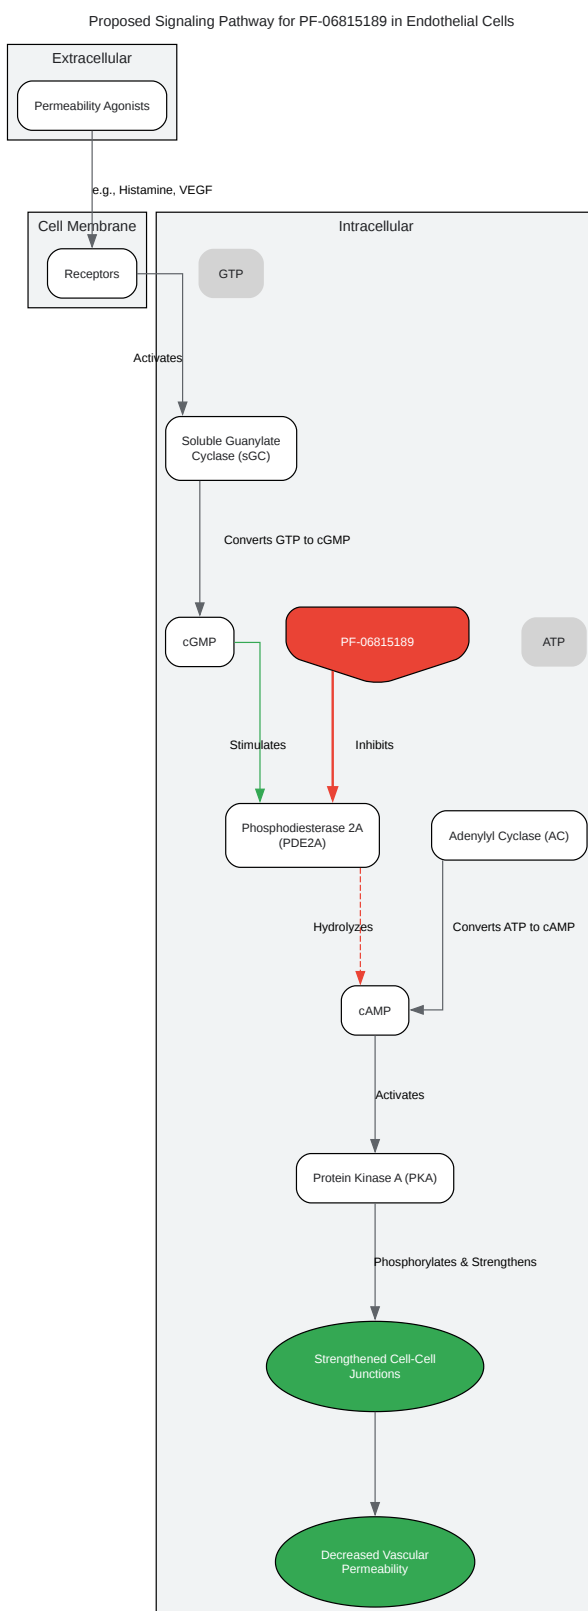 Proposed Signaling Pathway for PF-06815189 in Endothelial Cells
Extracellular
Permeability Agonists
e.g., Histamine, VEGF
Cell Membrane
Intracellular
Receptors
GTP
Activates
Soluble Guanylate
Cyclase (sGC)
Converts GTP to cGMP
cGMP
PF-06815189
ATP
Stimulates
Inhibits
Phosphodiesterase 2A
(PDE2A)
Adenylyl Cyclase (AC)
Hydrolyzes
Converts ATP to cAMP
cAMP
Activates
Protein Kinase A (PKA)
Phosphorylates & Strengthens
Strengthened Cell-Cell
Junctions
Decreased Vascular
Permeability